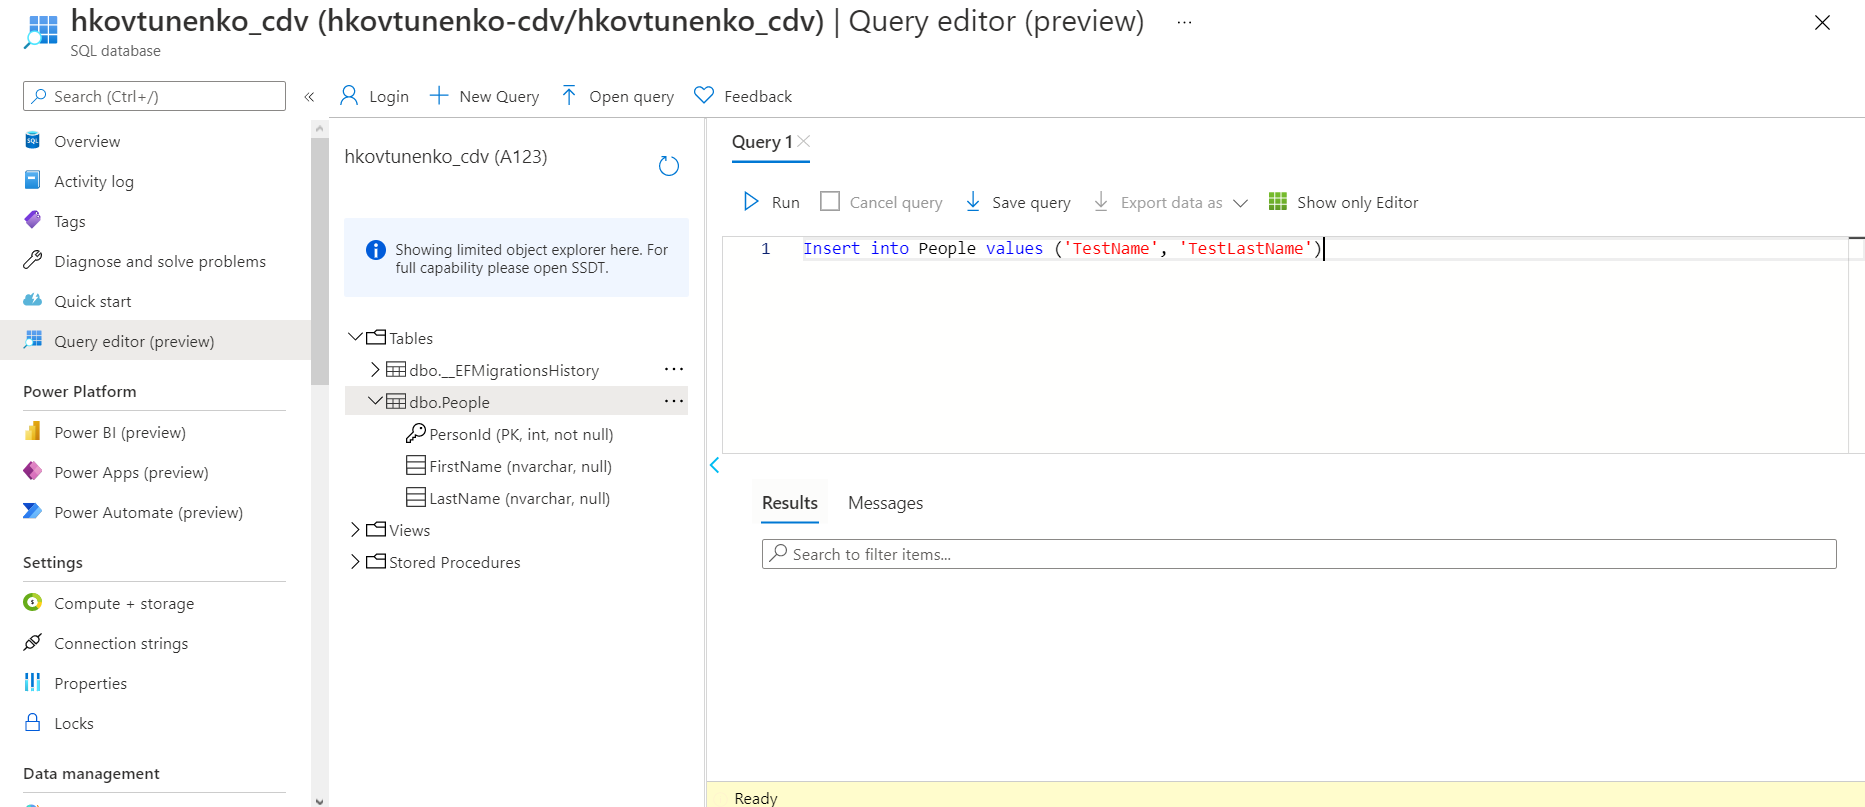 hkovtunenko_cdv (hkovtunenko-cdv/hkovtunenko_cdv) | Query editor (preview) ...
SQL database
Search (Ctrl+/)
«
Overview
Activity log
Tags
Diagnose and solve problems
Quick start
Query editor (preview)
Power Platform
Power BI (preview)
Power Apps (preview)
Power Automate (preview)
Settings
Compute + storage
Connection strings
Properties
Locks
Data management
Login
New Query
Open query
Feedback
hkovtunenko_cdv (A123)
Showing limited object explorer here. For
full capability please open SSDT.
Tables
dbo.__EFMigrationsHistory ...
dbo.People ...
PersonId (PK, int, not null)
FirstName (nvarchar, null)
LastName (nvarchar, null)
Views
Stored Procedures
Query 1
Run
Cancel query
Save query
Export data as
Show only Editor
1 Insert into People values ('TestName', 'TestLastName')
Results
Messages
Search to filter items...
Ready